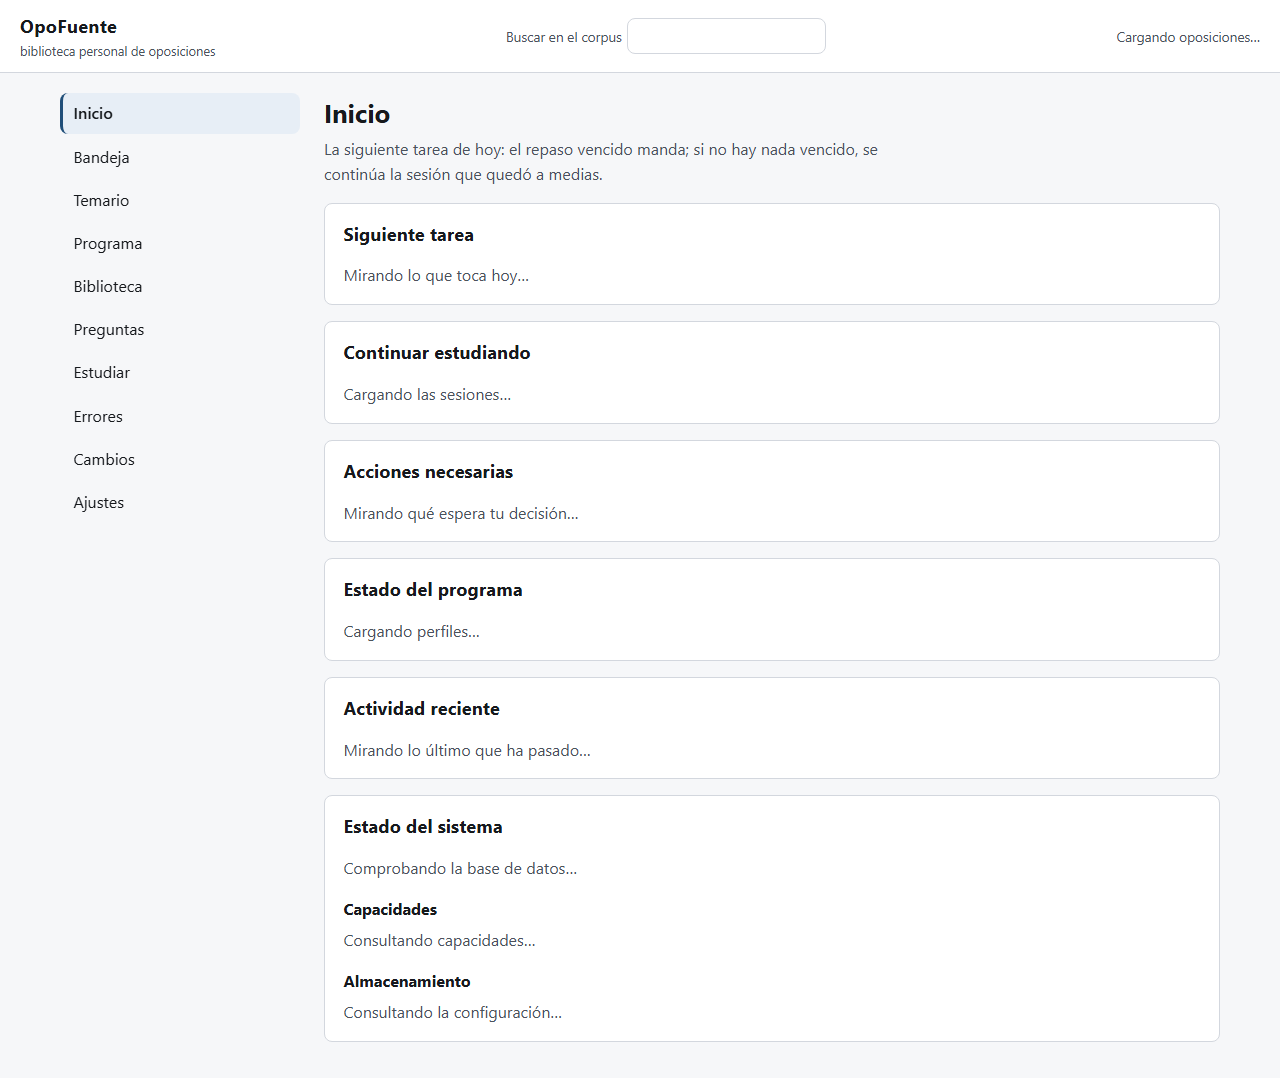 OpoFuente
biblioteca personal de oposiciones
Buscar en el corpus
Cargando oposiciones...
Inicio
Bandeja
Temario
Programa
Biblioteca
Preguntas
Estudiar
Errores
Cambios
Ajustes
Inicio
La siguiente tarea de hoy: el repaso vencido manda; si no hay nada vencido, se
continúa la sesión que quedó a medias.
Siguiente tarea
Mirando lo que toca hoy...
Continuar estudiando
Cargando las sesiones...
Acciones necesarias
Mirando qué espera tu decisión...
Estado del programa
Cargando perfiles...
Actividad reciente
Mirando lo último que ha pasado...
Estado del sistema
Comprobando la base de datos...
Capacidades
Consultando capacidades...
Almacenamiento
Consultando la configuración...